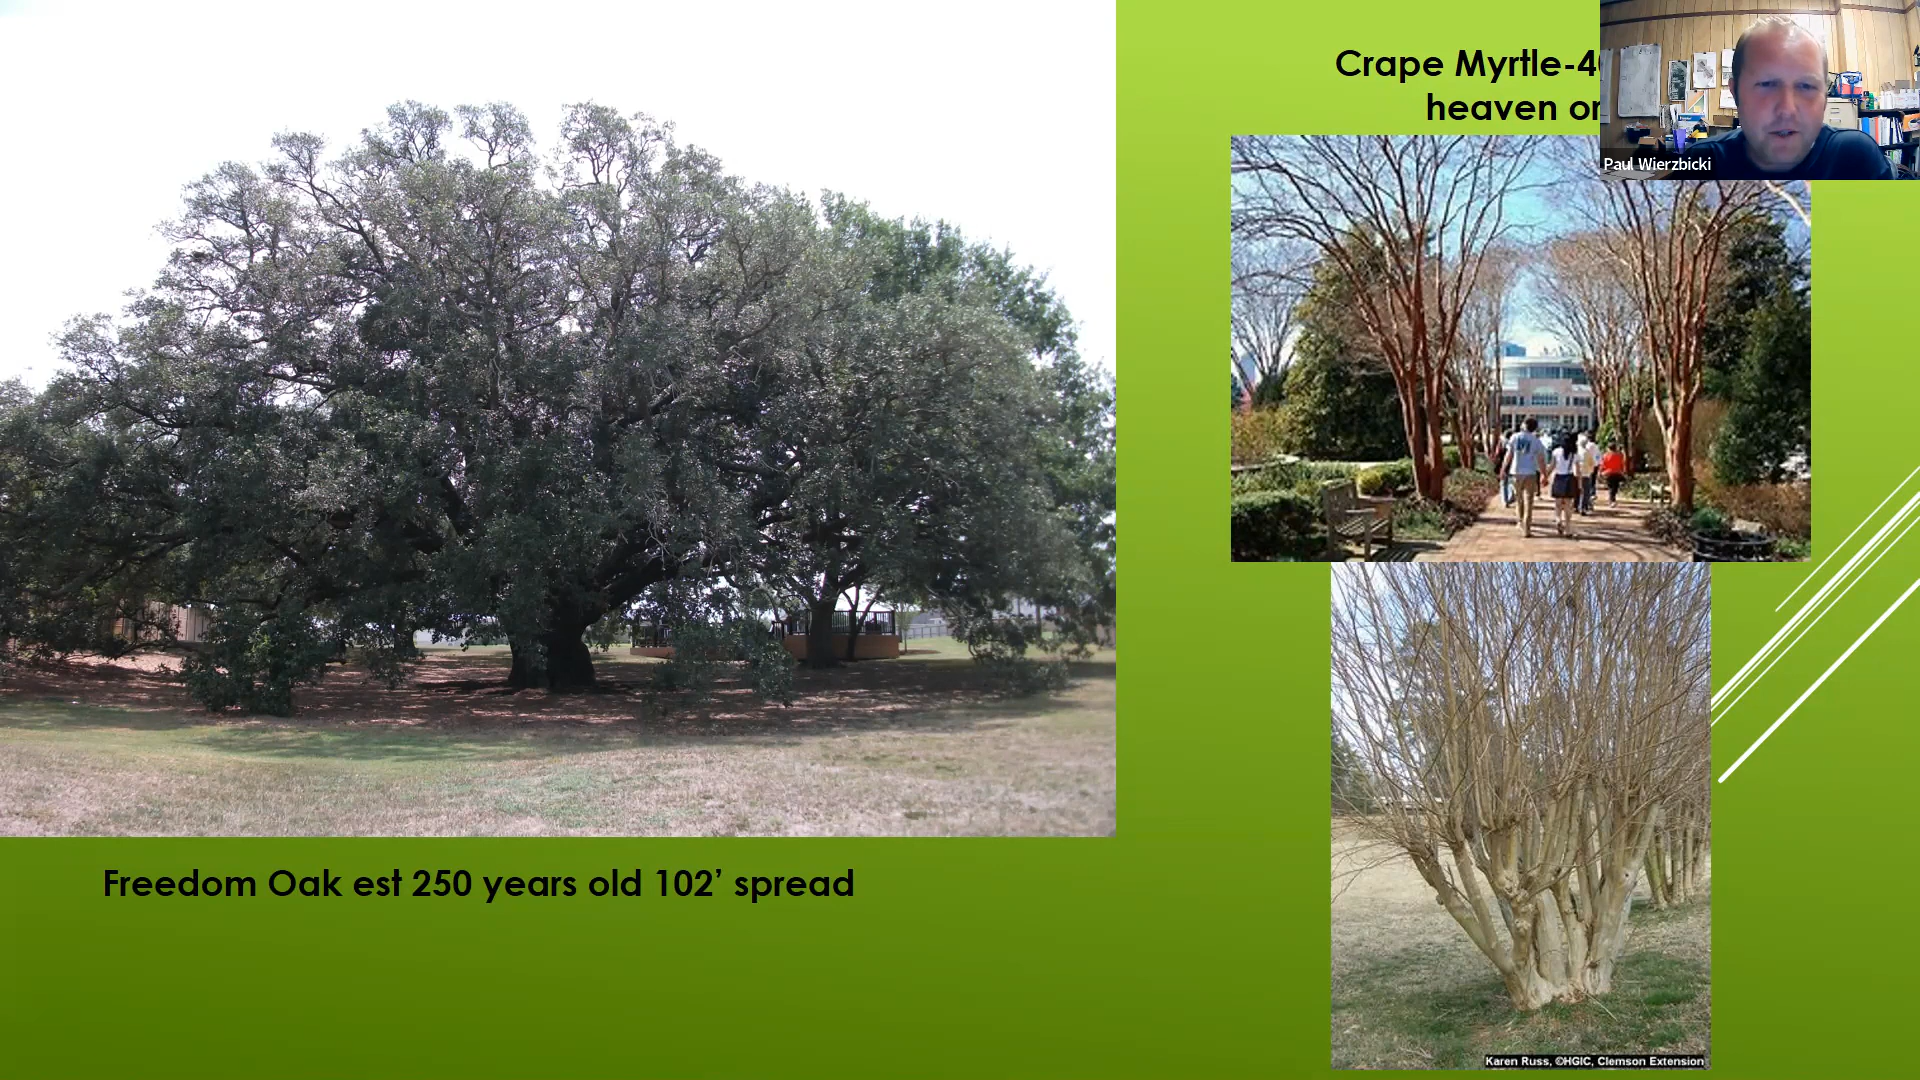 Crape Myrtle-4
heaven or
Paul Wierzbicki
Freedom Oak est 250 years old 102’ spread
Karen Russ, ©HGIC, Clemson Extension